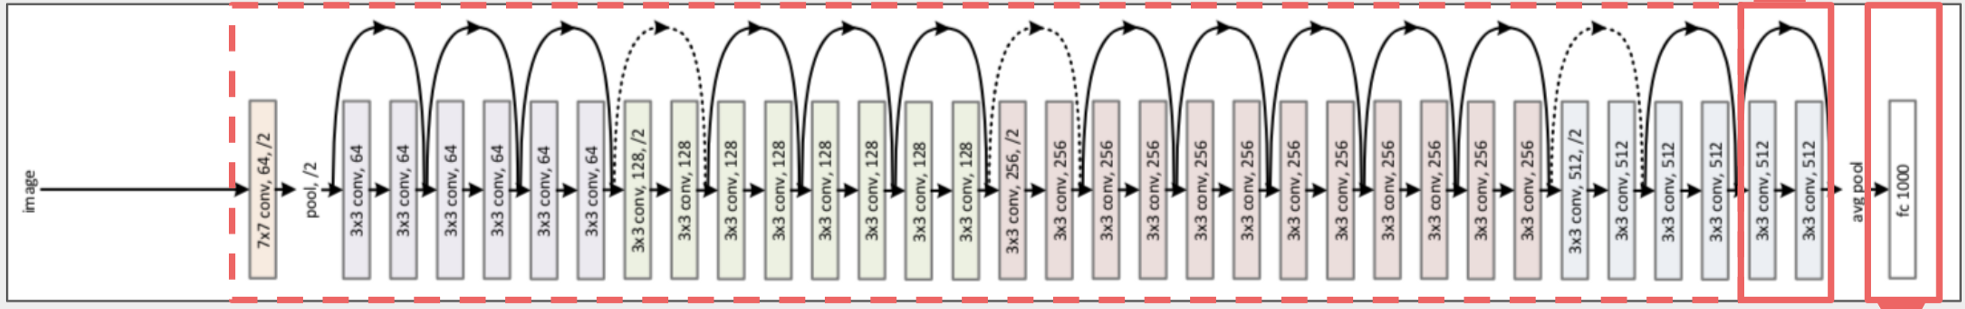 image
7x7 conv, 64, /2
pool, /2
3x3 conv, 64
3x3 conv, 64
3x3 conv, 64
3x3 conv, 64
3x3 conv, 64
3x3 conv, 64
3x3 conv, 128, /2
3x3 conv, 128
3x3 conv, 128
3x3 conv, 128
3x3 conv, 128
3x3 conv, 128
3x3 conv, 128
3x3 conv, 128
3x3 conv, 256, /2
3x3 conv, 256
3x3 conv, 256
3x3 conv, 256
3x3 conv, 256
3x3 conv, 256
3x3 conv, 256
3x3 conv, 256
3x3 conv, 256
3x3 conv, 256
3x3 conv, 256
3x3 conv, 256
3x3 conv, 512, /2
3x3 conv, 512
3x3 conv, 512
3x3 conv, 512
3x3 conv, 512
3x3 conv, 512
avg pool
fc 1000